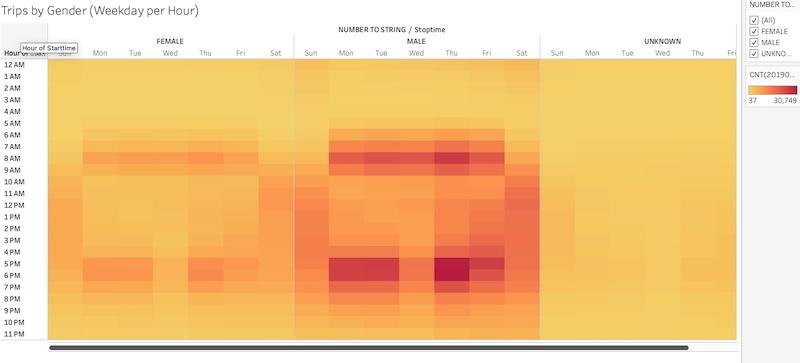 Trips by Gender (Weekday per Hour)
NUMBER TO STRING / Stoptime
FEMALE MALE UNKNOWN
Hour of Starttime
Hour of
Mon Tue Wed Thu Fri Sat Sun Mon Tue Wed Thu Fri Sat Sun Mon Tue Wed Thu Fri
12 AM
1 AM
2 AM
3 AM
4 AM
5 AM
6 AM
7 AM
8 AM
9 AM
10 AM
11 AM
12 PM
1 PM
2 PM
3 PM
4 PM
5 PM
6 PM
7 PM
8 PM
9 PM
10 PM
11 PM
NUMBER TO...
(All)
FEMALE
MALE
UNKNO...
CNT(20190...
37 30,749